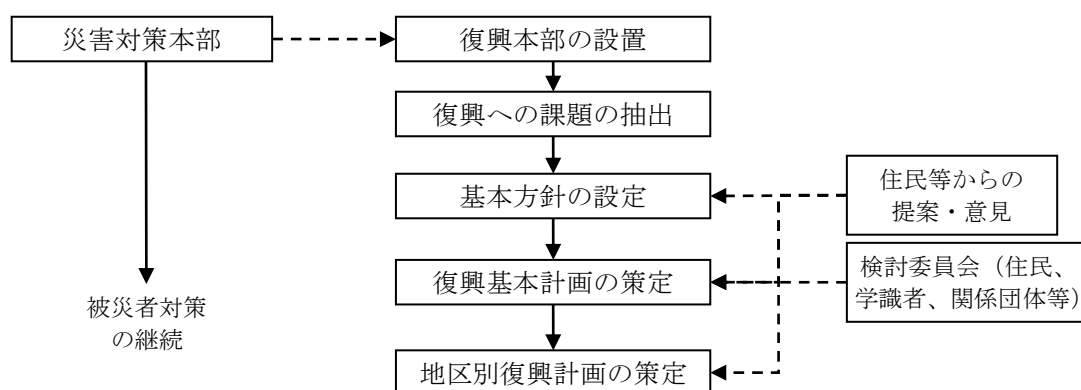 災害対策本部
復興本部の設置
復興への課題の抽出
基本方針の設定
住民等からの
提案・意見
復興基本計画の策定
検討委員会（住民、
学識者、関係団体等）
被災者対策
の継続
地区別復興計画の策定